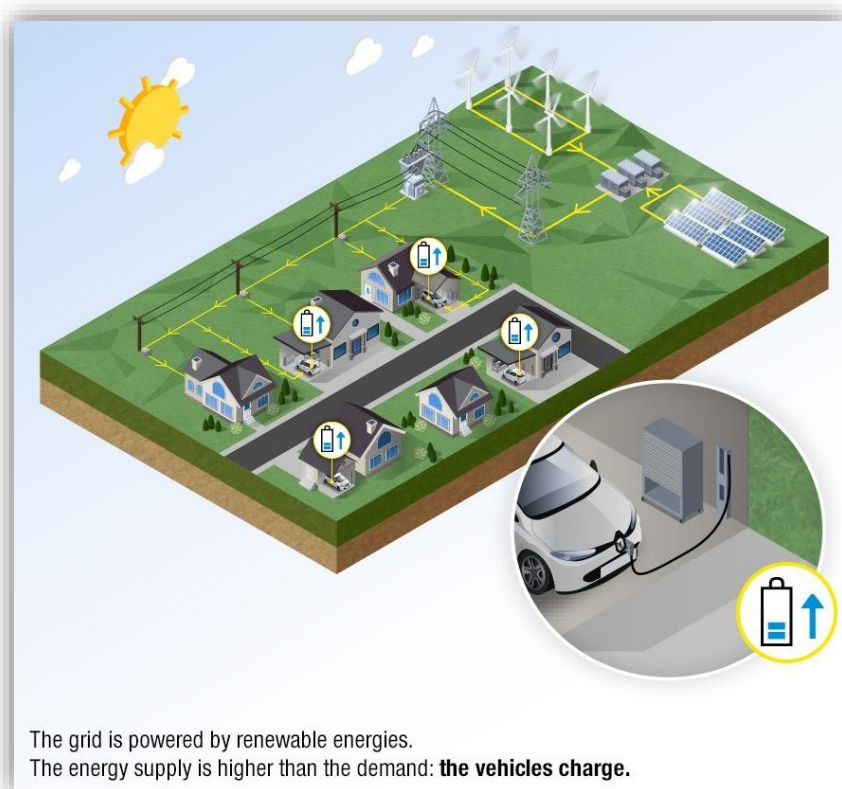 The grid is powered by renewable energies.
The energy supply is higher than the demand: the vehicles charge.